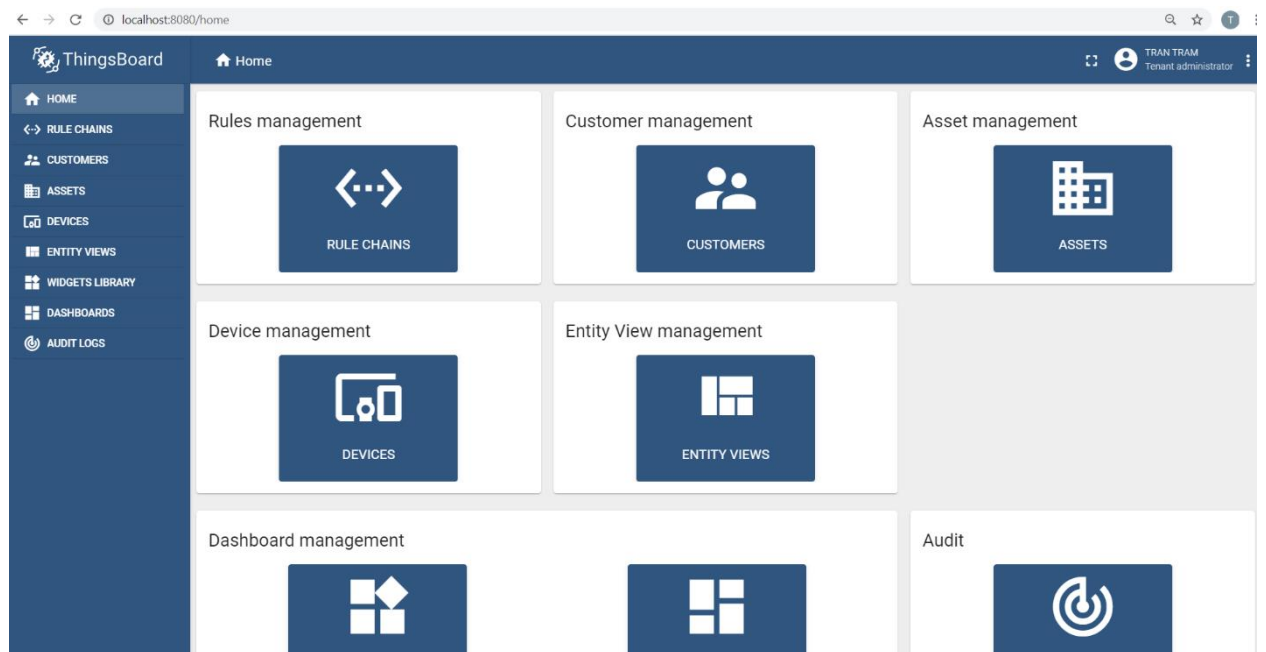 localhost:8080/home
T
ThingsBoard
Home
TRAN TRAM
Tenant administrator
HOME
RULE CHAINS
CUSTOMERS
ASSETS
DEVICES
ENTITY VIEWS
WIDGETS LIBRARY
DASHBOARDS
AUDIT LOGS
Rules management
RULE CHAINS
Customer management
CUSTOMERS
Asset management
ASSETS
Device management
DEVICES
Entity View management
ENTITY VIEWS
Dashboard management
Audit